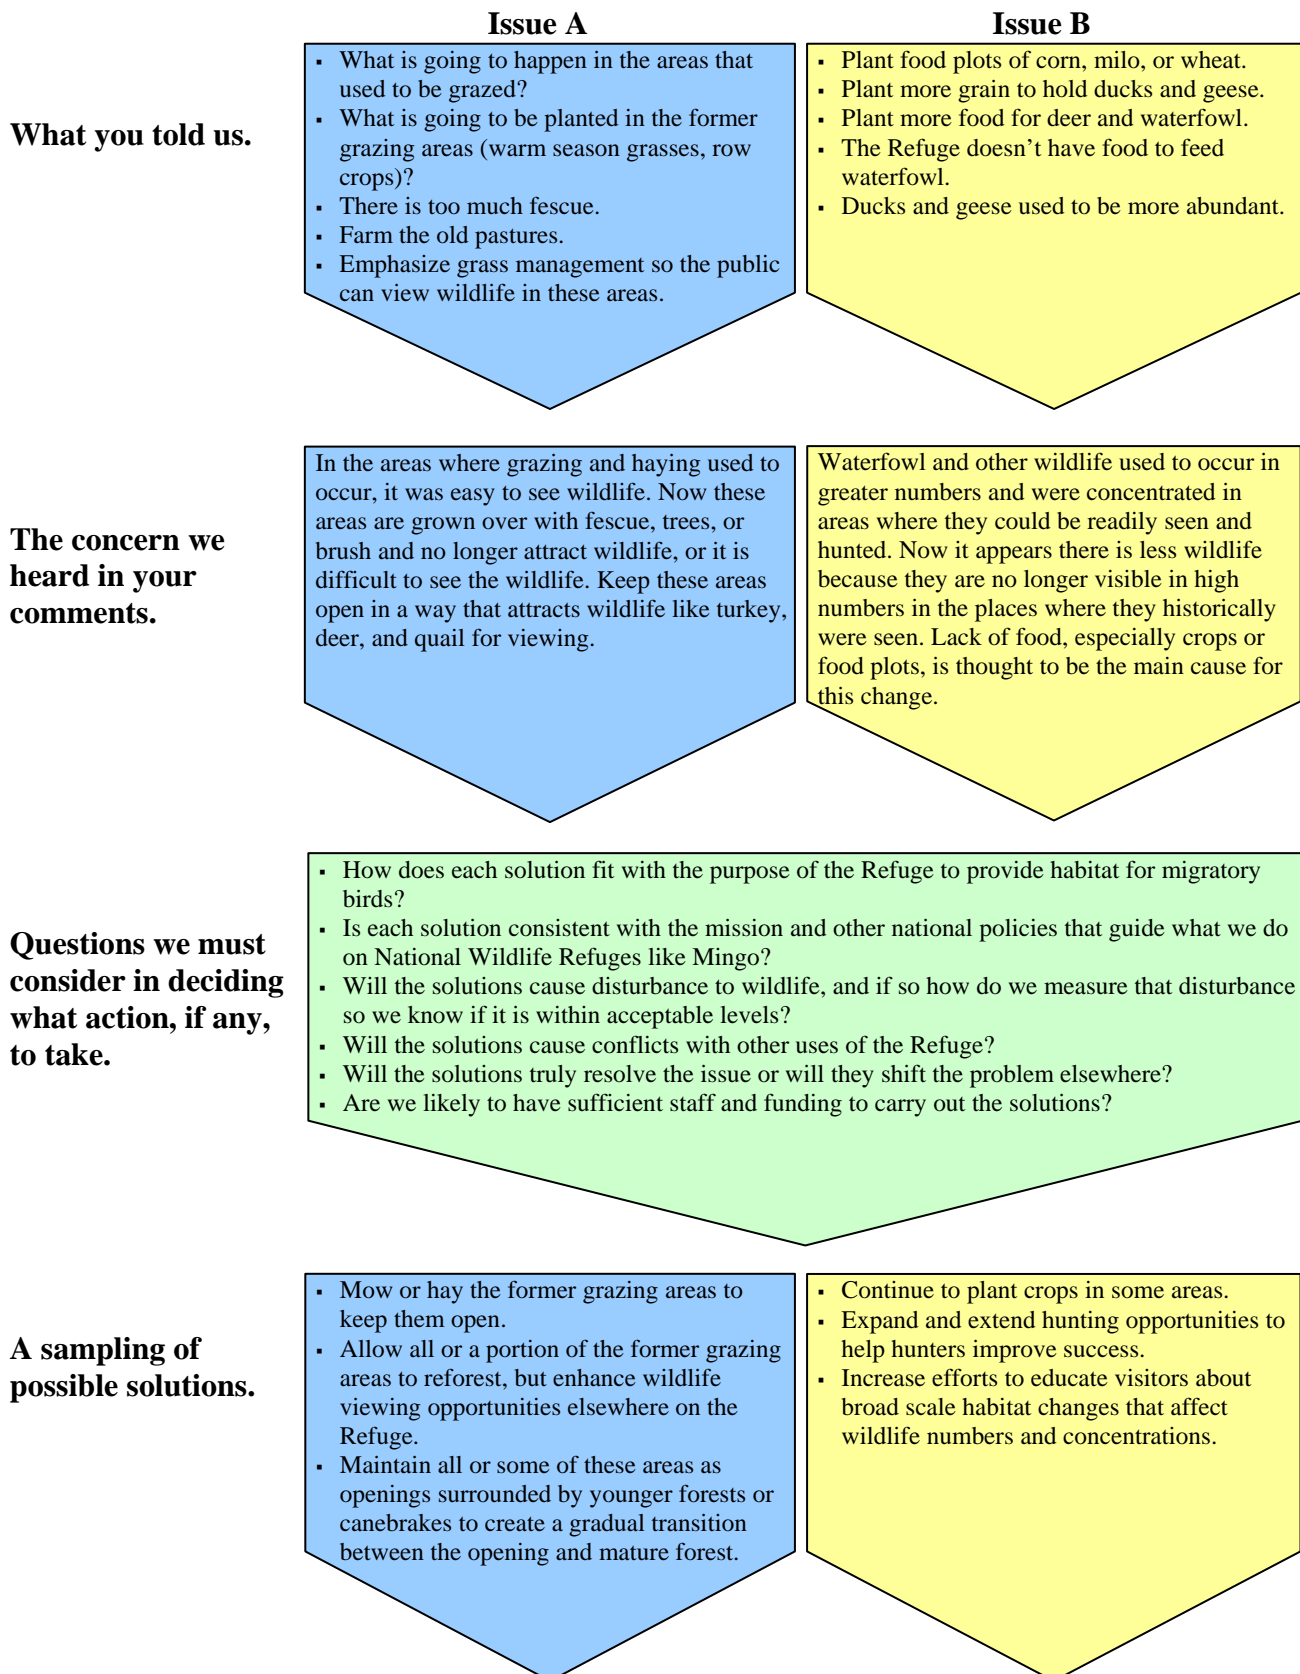 Issue A
Issue B
What you told us.
▪ What is going to happen in the areas that
used to be grazed?
▪ What is going to be planted in the former
grazing areas (warm season grasses, row
crops)?
▪ There is too much fescue.
▪ Farm the old pastures.
▪ Emphasize grass management so the public
can view wildlife in these areas.
▪ Plant food plots of corn, milo, or wheat.
▪ Plant more grain to hold ducks and geese.
▪ Plant more food for deer and waterfowl.
▪ The Refuge doesn't have food to feed
waterfowl.
▪ Ducks and geese used to be more abundant.
The concern we
heard in your
comments.
In the areas where grazing and haying used to
occur, it was easy to see wildlife. Now these
areas are grown over with fescue, trees, or
brush and no longer attract wildlife, or it is
difficult to see the wildlife. Keep these areas
open in a way that attracts wildlife like turkey,
deer, and quail for viewing.
Waterfowl and other wildlife used to occur in
greater numbers and were concentrated in
areas where they could be readily seen and
hunted. Now it appears there is less wildlife
because they are no longer visible in high
numbers in the places where they historically
were seen. Lack of food, especially crops or
food plots, is thought to be the main cause for
this change.
Questions we must
consider in deciding
what action, if any,
to take.
▪ How does each solution fit with the purpose of the Refuge to provide habitat for migratory
birds?
▪ Is each solution consistent with the mission and other national policies that guide what we do
on National Wildlife Refuges like Mingo?
▪ Will the solutions cause disturbance to wildlife, and if so how do we measure that disturbance
so we know if it is within acceptable levels?
▪ Will the solutions cause conflicts with other uses of the Refuge?
▪ Will the solutions truly resolve the issue or will they shift the problem elsewhere?
▪ Are we likely to have sufficient staff and funding to carry out the solutions?
A sampling of
possible solutions.
▪ Mow or hay the former grazing areas to
keep them open.
▪ Allow all or a portion of the former grazing
areas to reforest, but enhance wildlife
viewing opportunities elsewhere on the
Refuge.
▪ Maintain all or some of these areas as
openings surrounded by younger forests or
canebrakes to create a gradual transition
between the opening and mature forest.
▪ Continue to plant crops in some areas.
▪ Expand and extend hunting opportunities to
help hunters improve success.
▪ Increase efforts to educate visitors about
broad scale habitat changes that affect
wildlife numbers and concentrations.